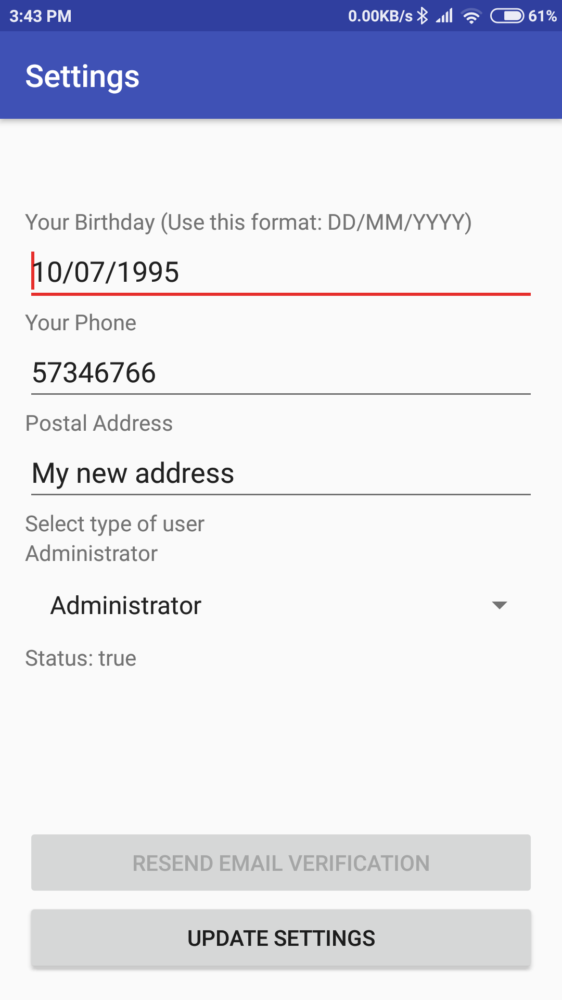 3:43 PM 0.00KB/s 61%
Settings
Your Birthday (Use this format: DD/MM/YYYY)
10/07/1995
Your Phone
57346766
Postal Address
My new address
Select type of user
Administrator
Administrator
Status: true
RESEND EMAIL VERIFICATION
UPDATE SETTINGS